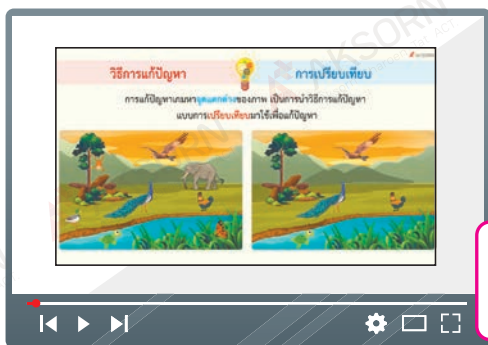 วิธีการแก้ปัญหา การเปรียบเทียบ
การแก้ปัญหาเกมหาจุดแตกต่างของภาพ เป็นการนำวิธีการแก้ปัญหา
แบบการเปรียบเทียบมาใช้เพื่อแก้ปัญหา
AKSORN